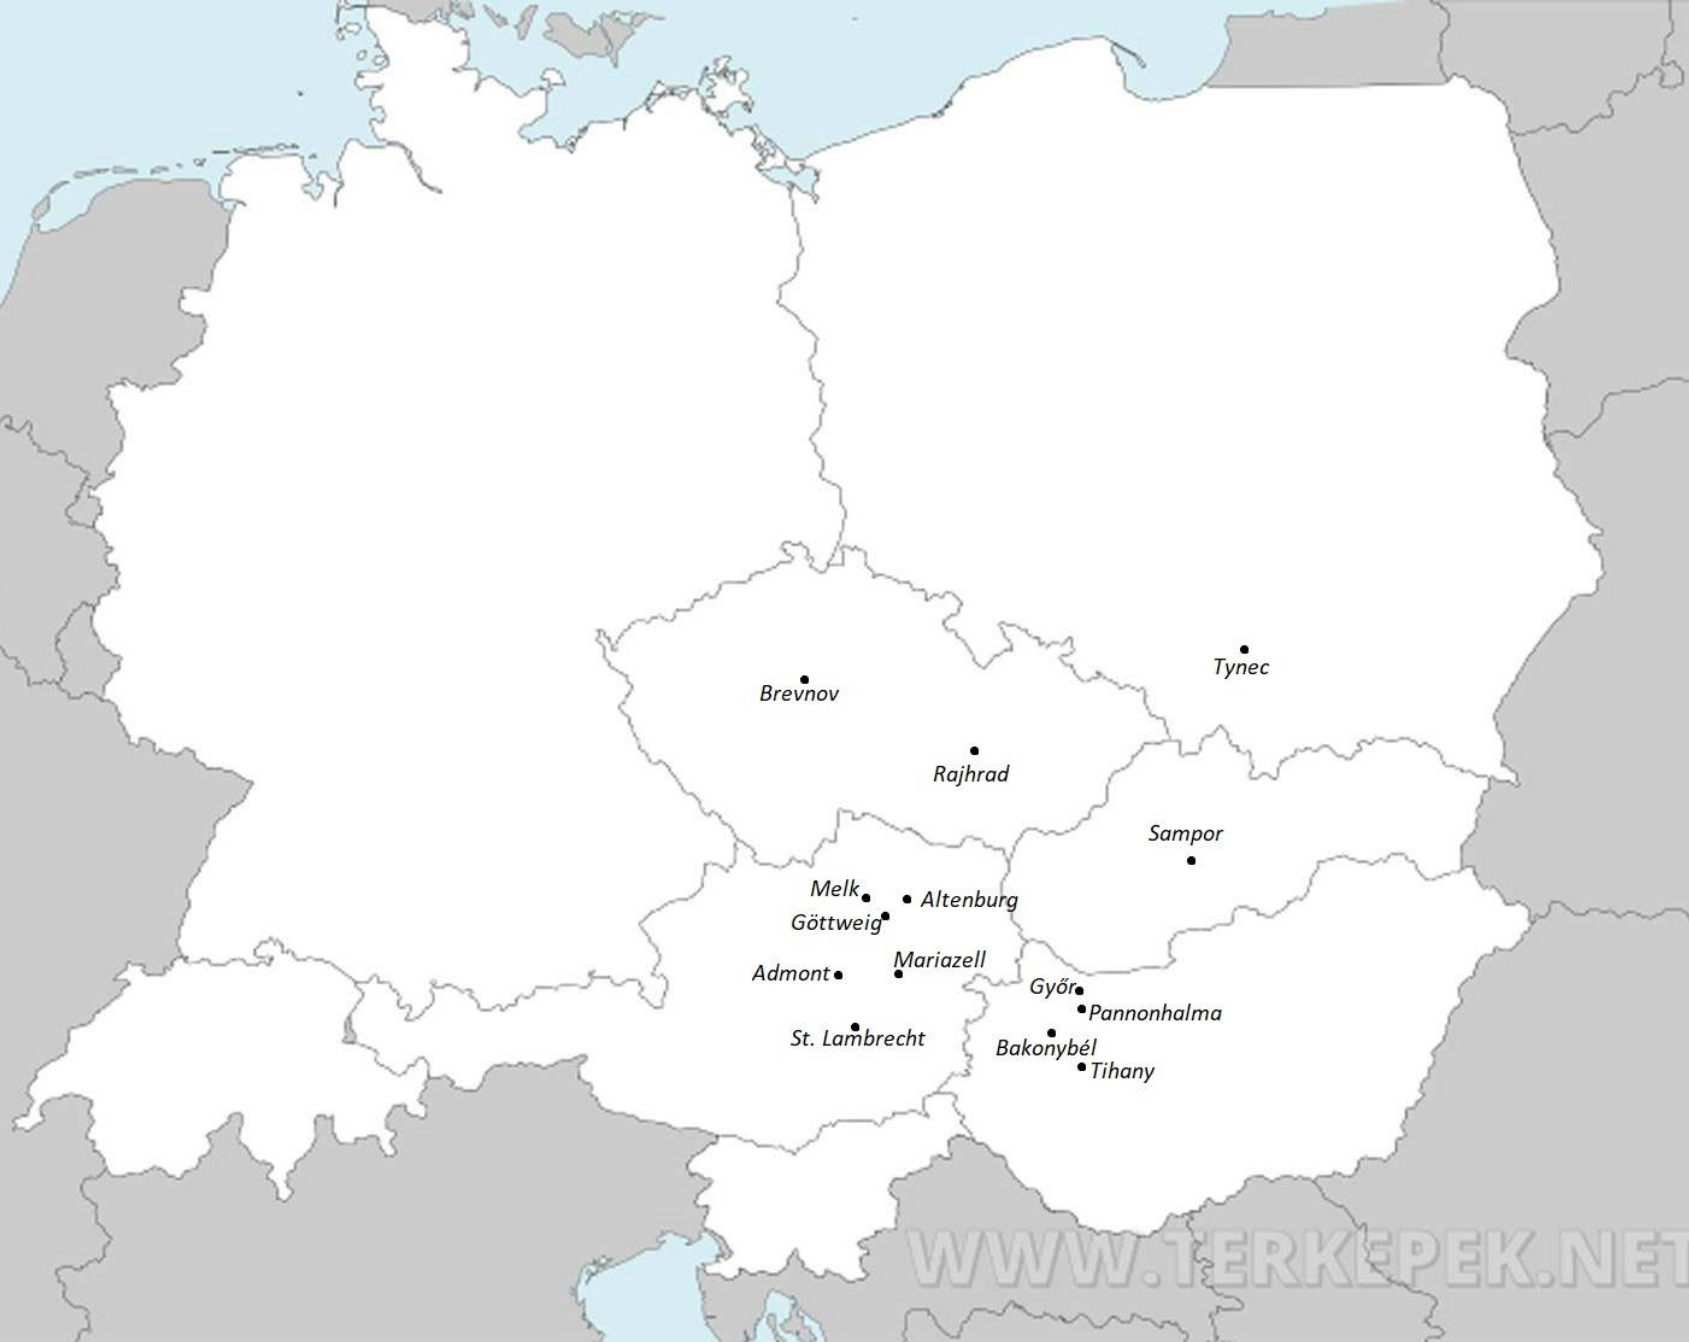 Tynec
Brevnov
Rajhrad
Sampor
Melk
Altenburg
Göttweig
Mariazell
Admont
Győr
Pannonhalma
St. Lambrecht
Bakonybél
Tihany
WWW.TERKEPEK.NET